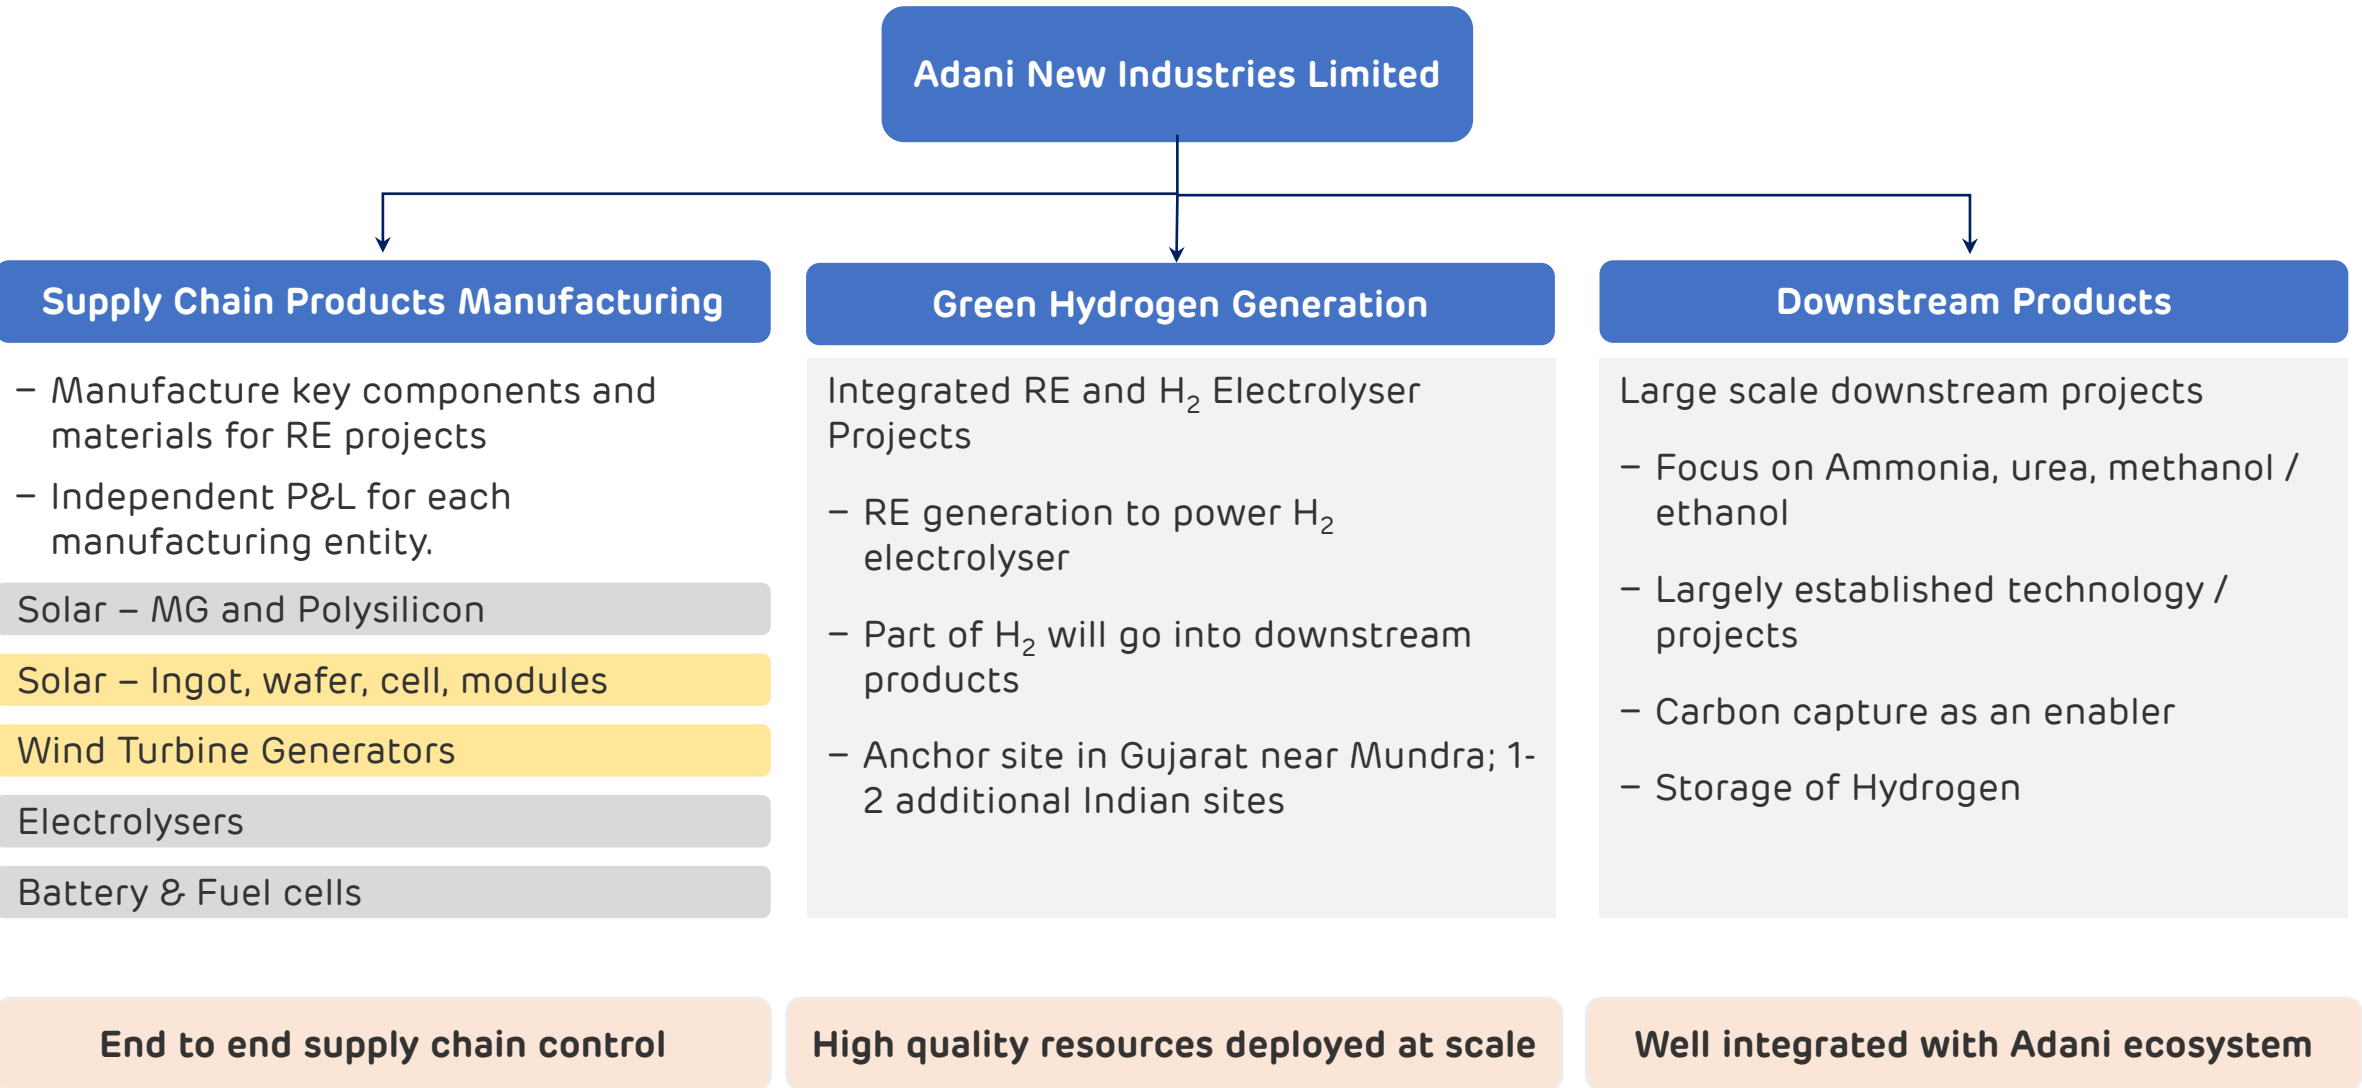 Adani New Industries Limited
Supply Chain Products Manufacturing
– Manufacture key components and
materials for RE projects
– Independent P&L for each
manufacturing entity.
Solar – MG and Polysilicon
Solar – Ingot, wafer, cell, modules
Wind Turbine Generators
Electrolysers
Battery & Fuel cells
End to end supply chain control
Green Hydrogen Generation
Integrated RE and H₂ Electrolyser
Projects
– RE generation to power H₂
electrolyser
– Part of H₂ will go into downstream
products
– Anchor site in Gujarat near Mundra; 1-
2 additional Indian sites
High quality resources deployed at scale
Downstream Products
Large scale downstream projects
– Focus on Ammonia, urea, methanol /
ethanol
– Largely established technology /
projects
– Carbon capture as an enabler
– Storage of Hydrogen
Well integrated with Adani ecosystem